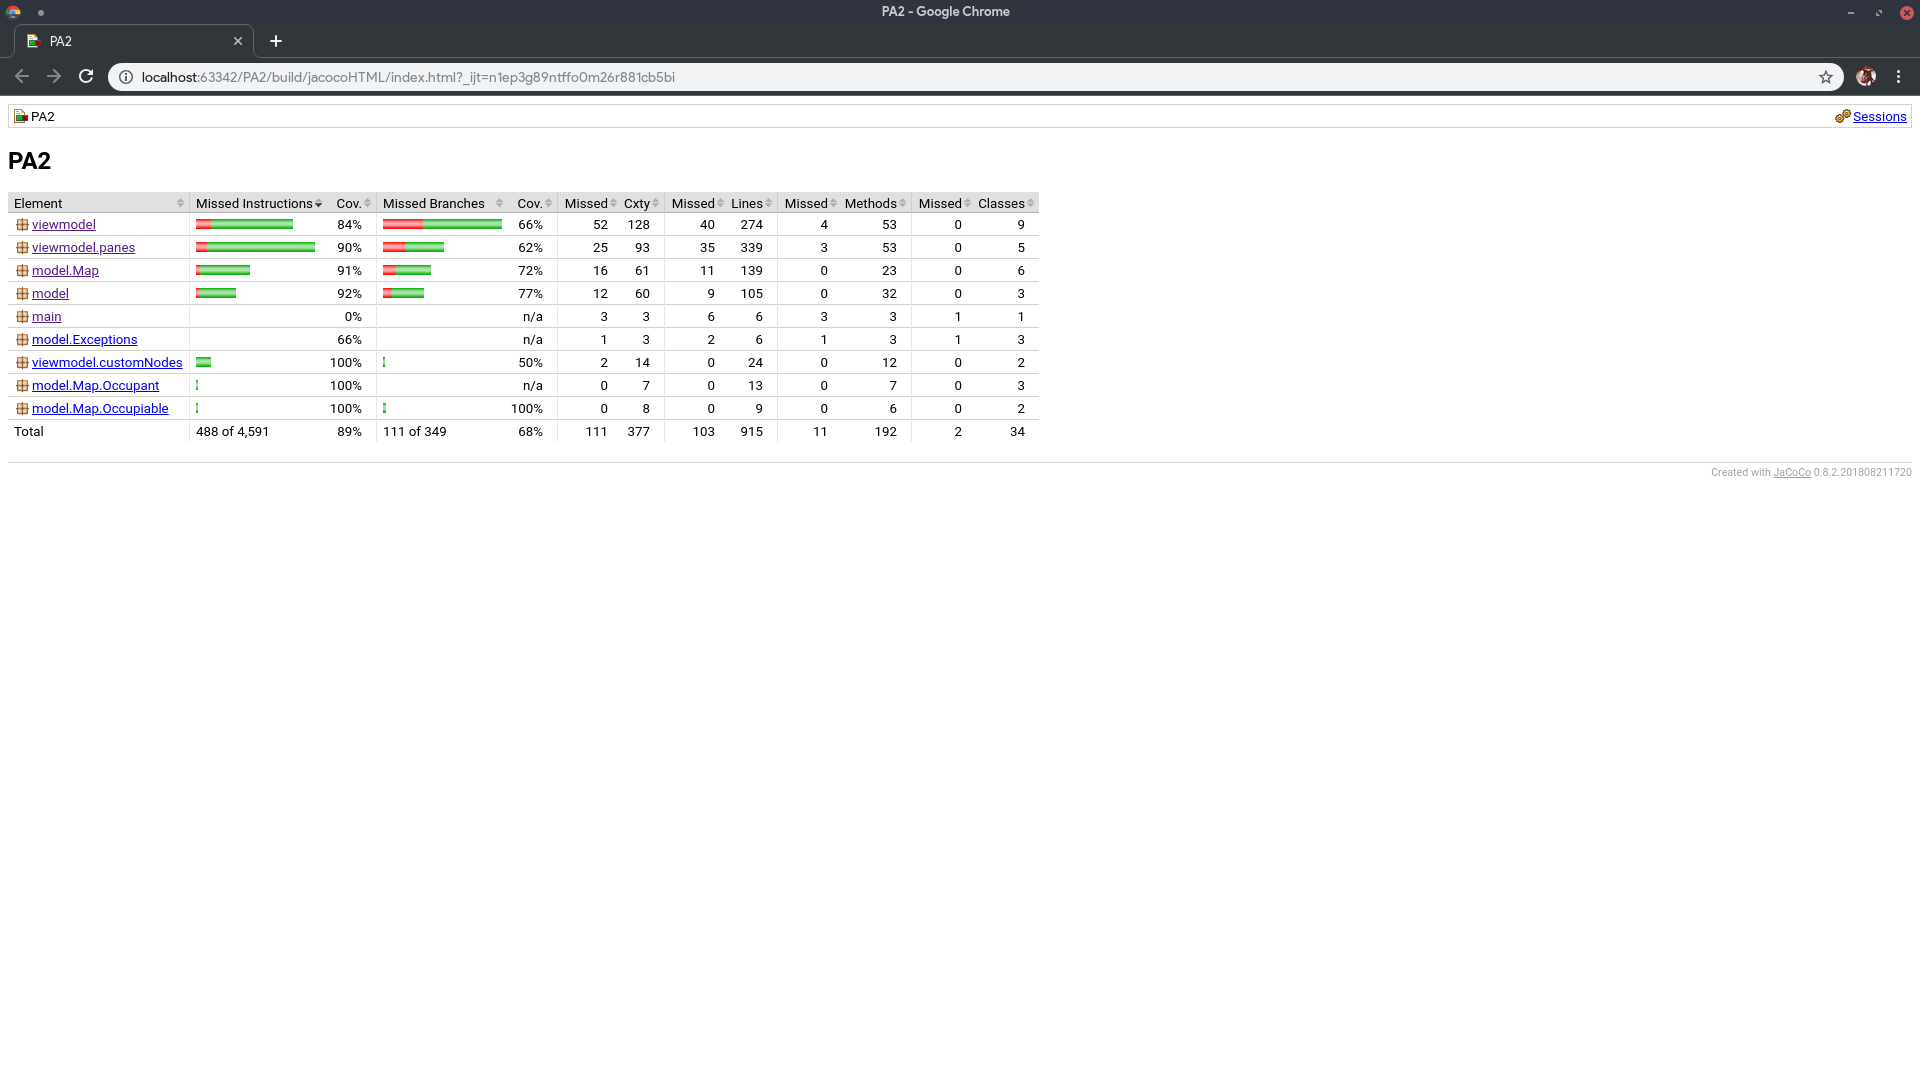 PA2 - Google Chrome
PA2
localhost:63342/PA2/build/jacocoHTML/index.html?_ijt=n1ep3g89ntffo0m26r881cb5bi
PA2 Sessions
PA2
Element Missed Instructions Cov. Missed Branches Cov. Missed Cxty Missed Lines Missed Methods Missed Classes
viewmodel 84% 66% 52 128 40 274 4 53 0 9
viewmodel.panes 90% 62% 25 93 35 339 3 53 0 5
model.Map 91% 72% 16 61 11 139 0 23 0 6
model 92% 77% 12 60 9 105 0 32 0 3
main 0% n/a 3 3 6 6 3 3 1 1
model.Exceptions 66% n/a 1 3 2 6 1 3 1 3
viewmodel.customNodes 100% 50% 2 14 0 24 0 12 0 2
model.Map.Occupant 100% n/a 0 7 0 13 0 7 0 3
model.Map.Occupiable 100% 100% 0 8 0 9 0 6 0 2
Total 488 of 4,591 89% 111 of 349 68% 111 377 103 915 11 192 2 34
Created with JaCoCo 0.8.2.201808211720